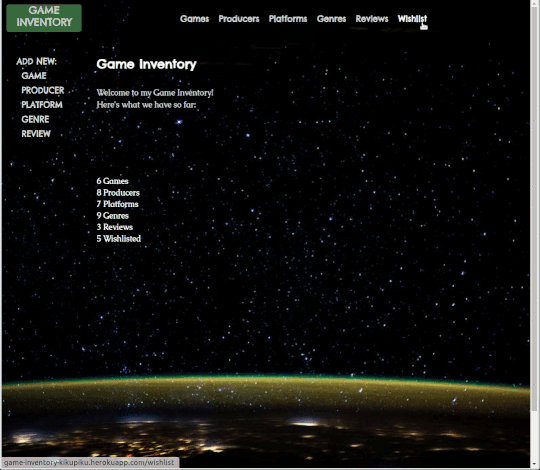 GAME
INVENTORY
Games Producers Platforms Genres Reviews Wishlist
ADD NEW:
GAME
PRODUCER
PLATFORM
GENRE
REVIEW
Game Inventory
Welcome to my Game Inventory!
Here's what we have so far:
6 Games
8 Producers
7 Platforms
9 Genres
3 Reviews
5 Wishlisted
game-inventory-kikupiku.herokuapp.com/wishlist